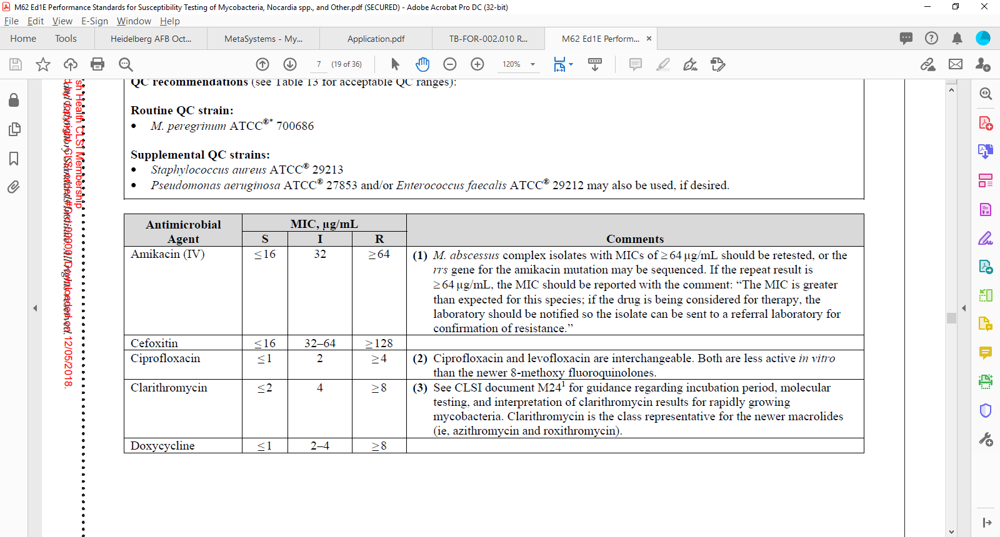 M62 Ed1E Performance Standards for Susceptibility Testing of Mycobacteria, Nocardia spp., and Other.pdf (SECURED) - Adobe Acrobat Pro DC (32-bit)
File Edit View E-Sign Window Help
Home Tools Heidelberg AFB Oct... MetaSystems - My... Application.pdf TB-FOR-002.010 R... M62 Ed1E Perform... ×
7 (19 of 36) 120%
QC recommendations (see Table 13 for acceptable QC ranges):
Routine QC strain:
• M. peregrinum ATCC®* 700686
Supplemental QC strains:
• Staphylococcus aureus ATCC® 29213
• Pseudomonas aeruginosa ATCC® 27853 and/or Enterococcus faecalis ATCC® 29212 may also be used, if desired.
Antimicrobial Agent MIC, µg/mL Comments
S I R
Amikacin (IV) ≤16 32 ≥64 (1) M. abscessus complex isolates with MICs of ≥64 µg/mL should be retested, or the
rrs gene for the amikacin mutation may be sequenced. If the repeat result is
≥64 µg/mL, the MIC should be reported with the comment: “The MIC is greater
than expected for this species; if the drug is being considered for therapy, the
laboratory should be notified so the isolate can be sent to a referral laboratory for
confirmation of resistance.”
Cefoxitin ≤16 32–64 ≥128
Ciprofloxacin ≤1 2 ≥4 (2) Ciprofloxacin and levofloxacin are interchangeable. Both are less active in vitro
than the newer 8-methoxy fluoroquinolones.
Clarithromycin ≤2 4 ≥8 (3) See CLSI document M24¹ for guidance regarding incubation period, molecular
testing, and interpretation of clarithromycin results for rapidly growing
mycobacteria. Clarithromycin is the class representative for the newer macrolides
(ie, azithromycin and roxithromycin).
Doxycycline ≤1 2–4 ≥8
sh Health CLSI Membership
Downloaded on 12/05/2018.